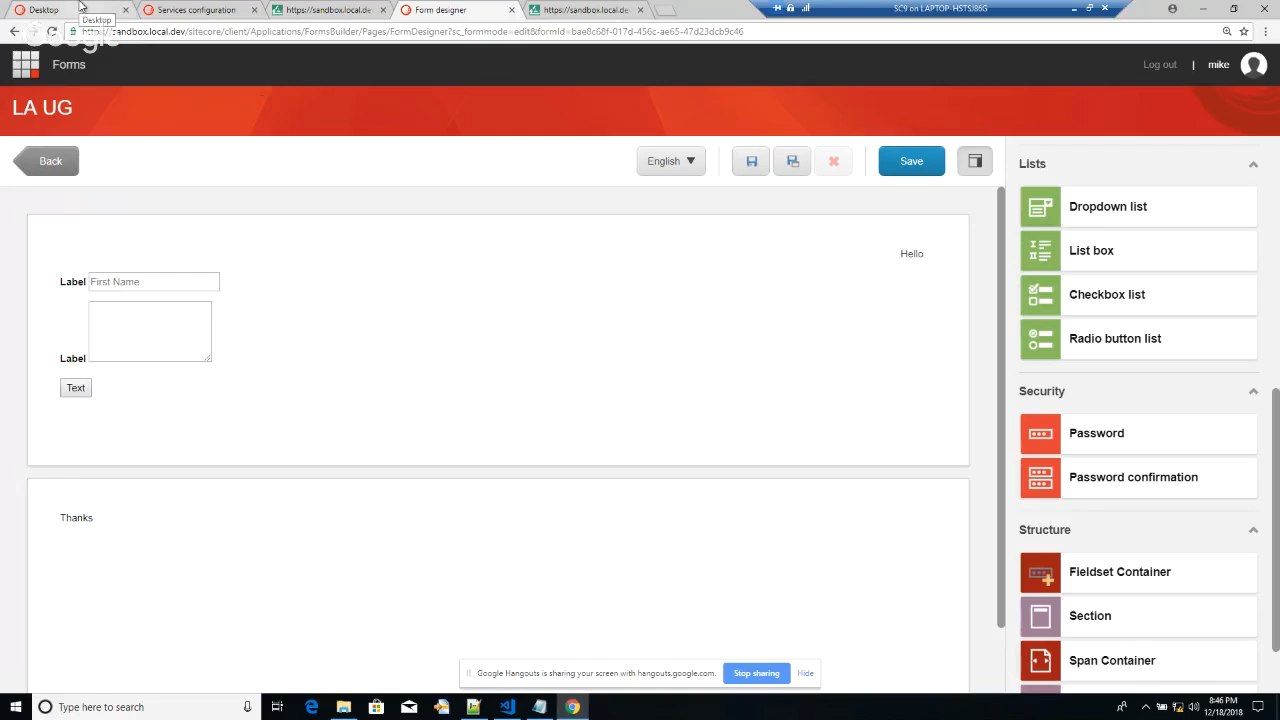 Desktop
Services configuration
https://sandbox.local.de
Form designer
https://sandbox.local.de
SC9 on LAPTOP-HSTSJ86G
Desktop
https://sandbox.local.dev/sitecore/client/Applications/FormsBuilder/Pages/FormDesigner?sc_formmode=edit&formId=bae8c68f-017d-456c-ae65-47d23dcb9c46
Google
Forms
Log out | mike
LA UG
Back
English
Save
Hello
Label First Name
Label
Text
Thanks
Lists
Dropdown list
List box
Checkbox list
Radio button list
Security
Password
Password confirmation
Structure
Fieldset Container
Section
Span Container
Google Hangouts is sharing your screen with hangouts.google.com. Stop sharing Hide
Type here to search
8:46 PM
12/18/2018